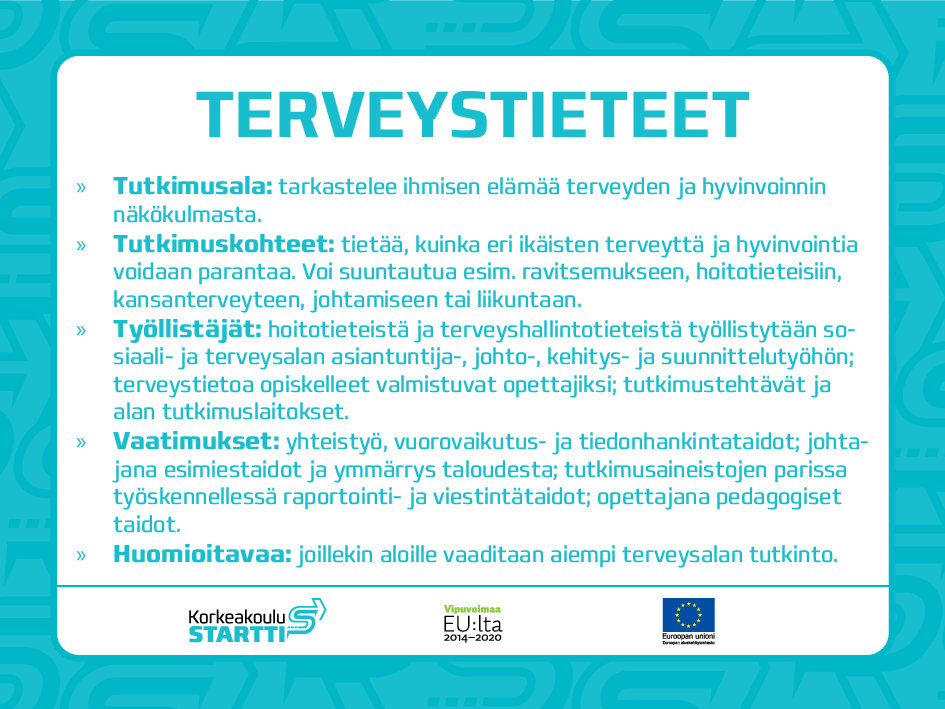 TERVEYSTIETEET
» Tutkimusala: tarkastelee ihmisen elämää terveyden ja hyvinvoinnin
näkökulmasta.
» Tutkimuskohteet: tietää, kuinka eri ikäisten terveyttä ja hyvinvointia
voidaan parantaa. Voi suuntautua esim. ravitsemukseen, hoitotieteisiin,
kansanterveyteen, johtamiseen tai liikuntaan.
» Työllistäjät: hoitotieteistä ja terveyshallintotieteistä työllistytään so-
siaali- ja terveysalan asiantuntija-, johto-, kehitys- ja suunnittelutyöhön;
terveystietoa opiskelleet valmistuvat opettajiksi; tutkimustehtävät ja
alan tutkimuslaitokset.
» Vaatimukset: yhteistyö, vuorovaikutus- ja tiedonhankintataidot; johta-
jana esimiestaidot ja ymmärrys taloudesta; tutkimusaineistojen parissa
työskennellessä raportointi- ja viestintätaidot; opettajana pedagogiset
taidot.
» Huomioitavaa: joillekin aloille vaaditaan aiempi terveysalan tutkinto.
Korkeakoulu
STARTTI
Vipuvoimaa
EU:lta
2014–2020
Euroopan unioni
Euroopan aluekehitysrahasto